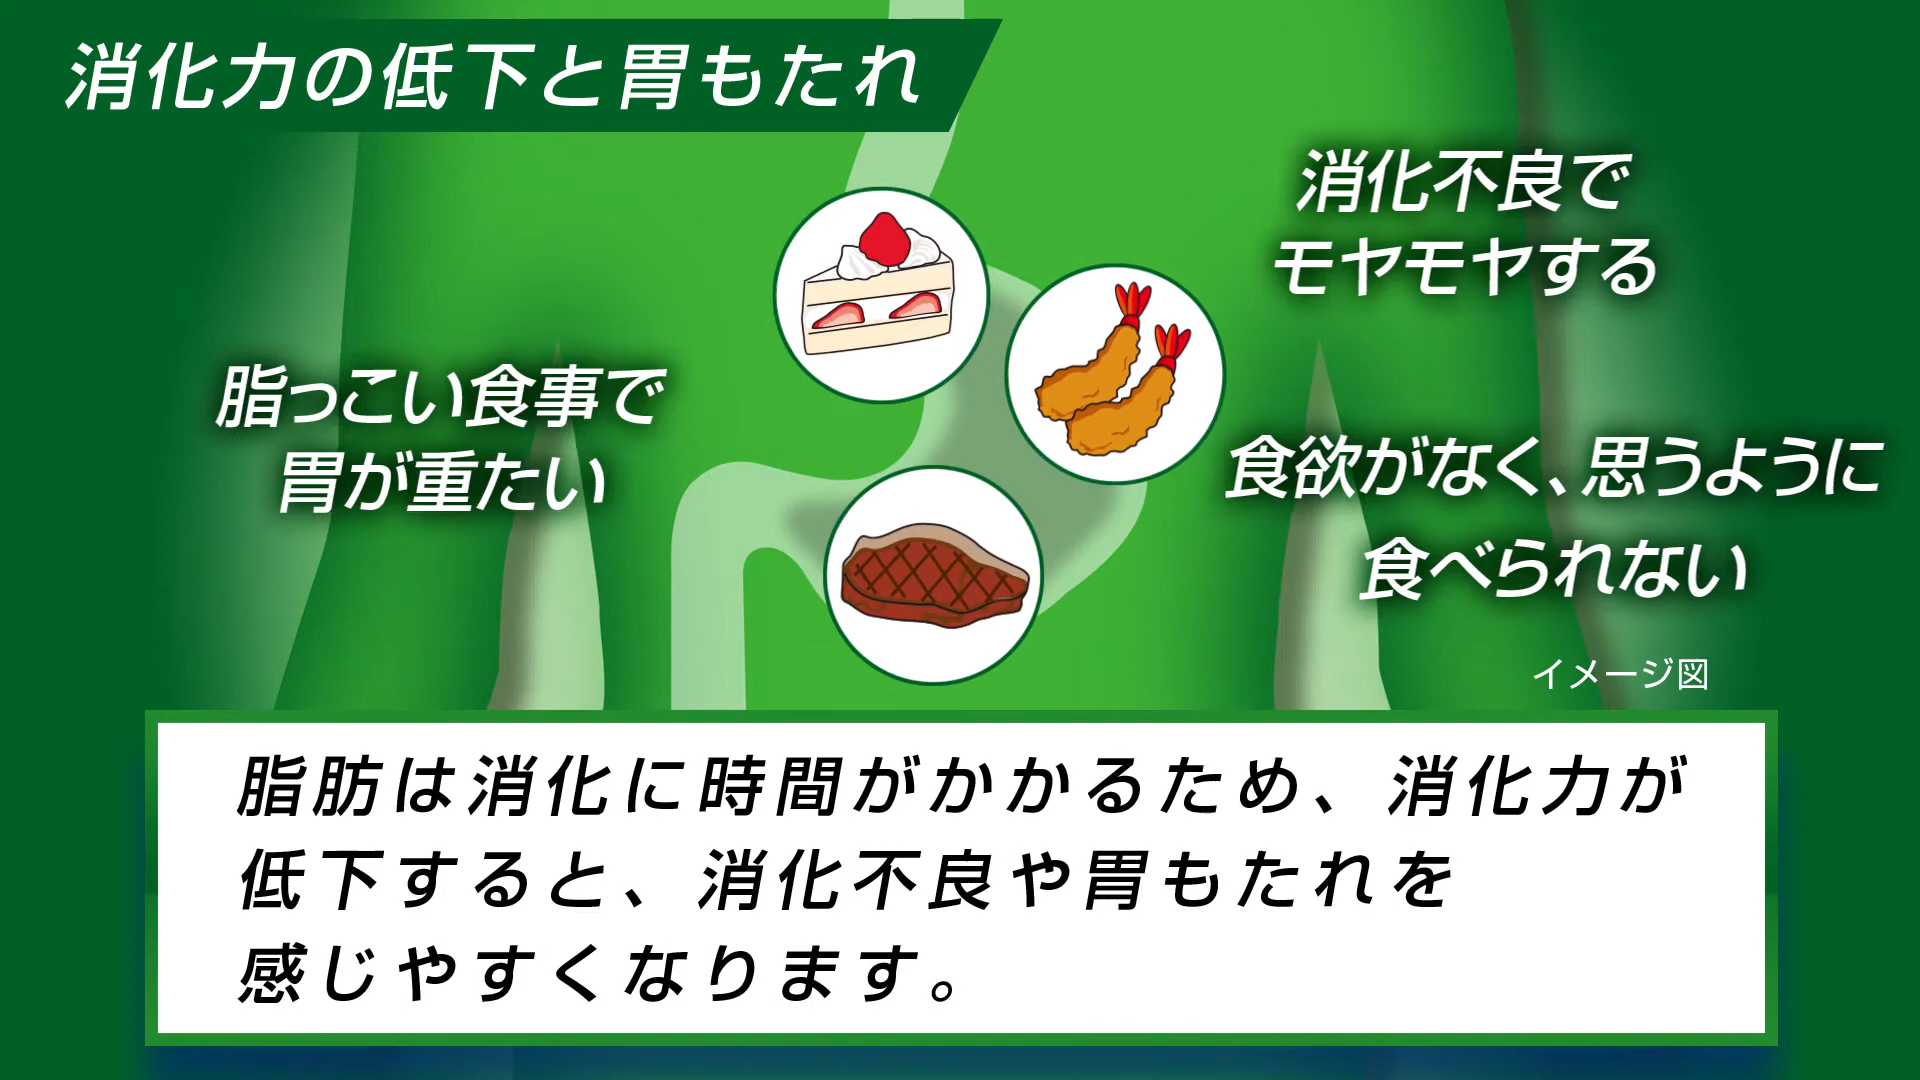 消化力の低下と胃もたれ
消化不良で
モヤモヤする
脂っこい食事で
胃が重たい
食欲がなく、思うように
食べられない
イメージ図
脂肪は消化に時間がかかるため、消化力が
低下すると、消化不良や胃もたれを
感じやすくなります。